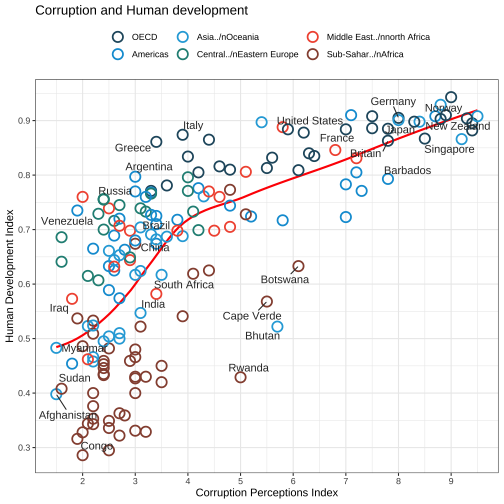 Corruption and Human development
OECD
Asia../nOceania
Middle East../nnorth Africa
Americas
Central../nEastern Europe
Sub-Sahar../nAfrica
Human Development Index
0.9
0.8
0.7
0.6
0.5
0.4
0.3
Germany
Norway
United States
Italy
Japan
New Zealand
France
Greece
Britain
Singapore
Argentina
Barbados
Russia
Venezuela
Brazil
China
South Africa
Botswana
India
Iraq
Cape Verde
Bhutan
Myanmar
Sudan
Rwanda
Afghanistan
Congo
2
3
4
5
6
7
8
9
Corruption Perceptions Index